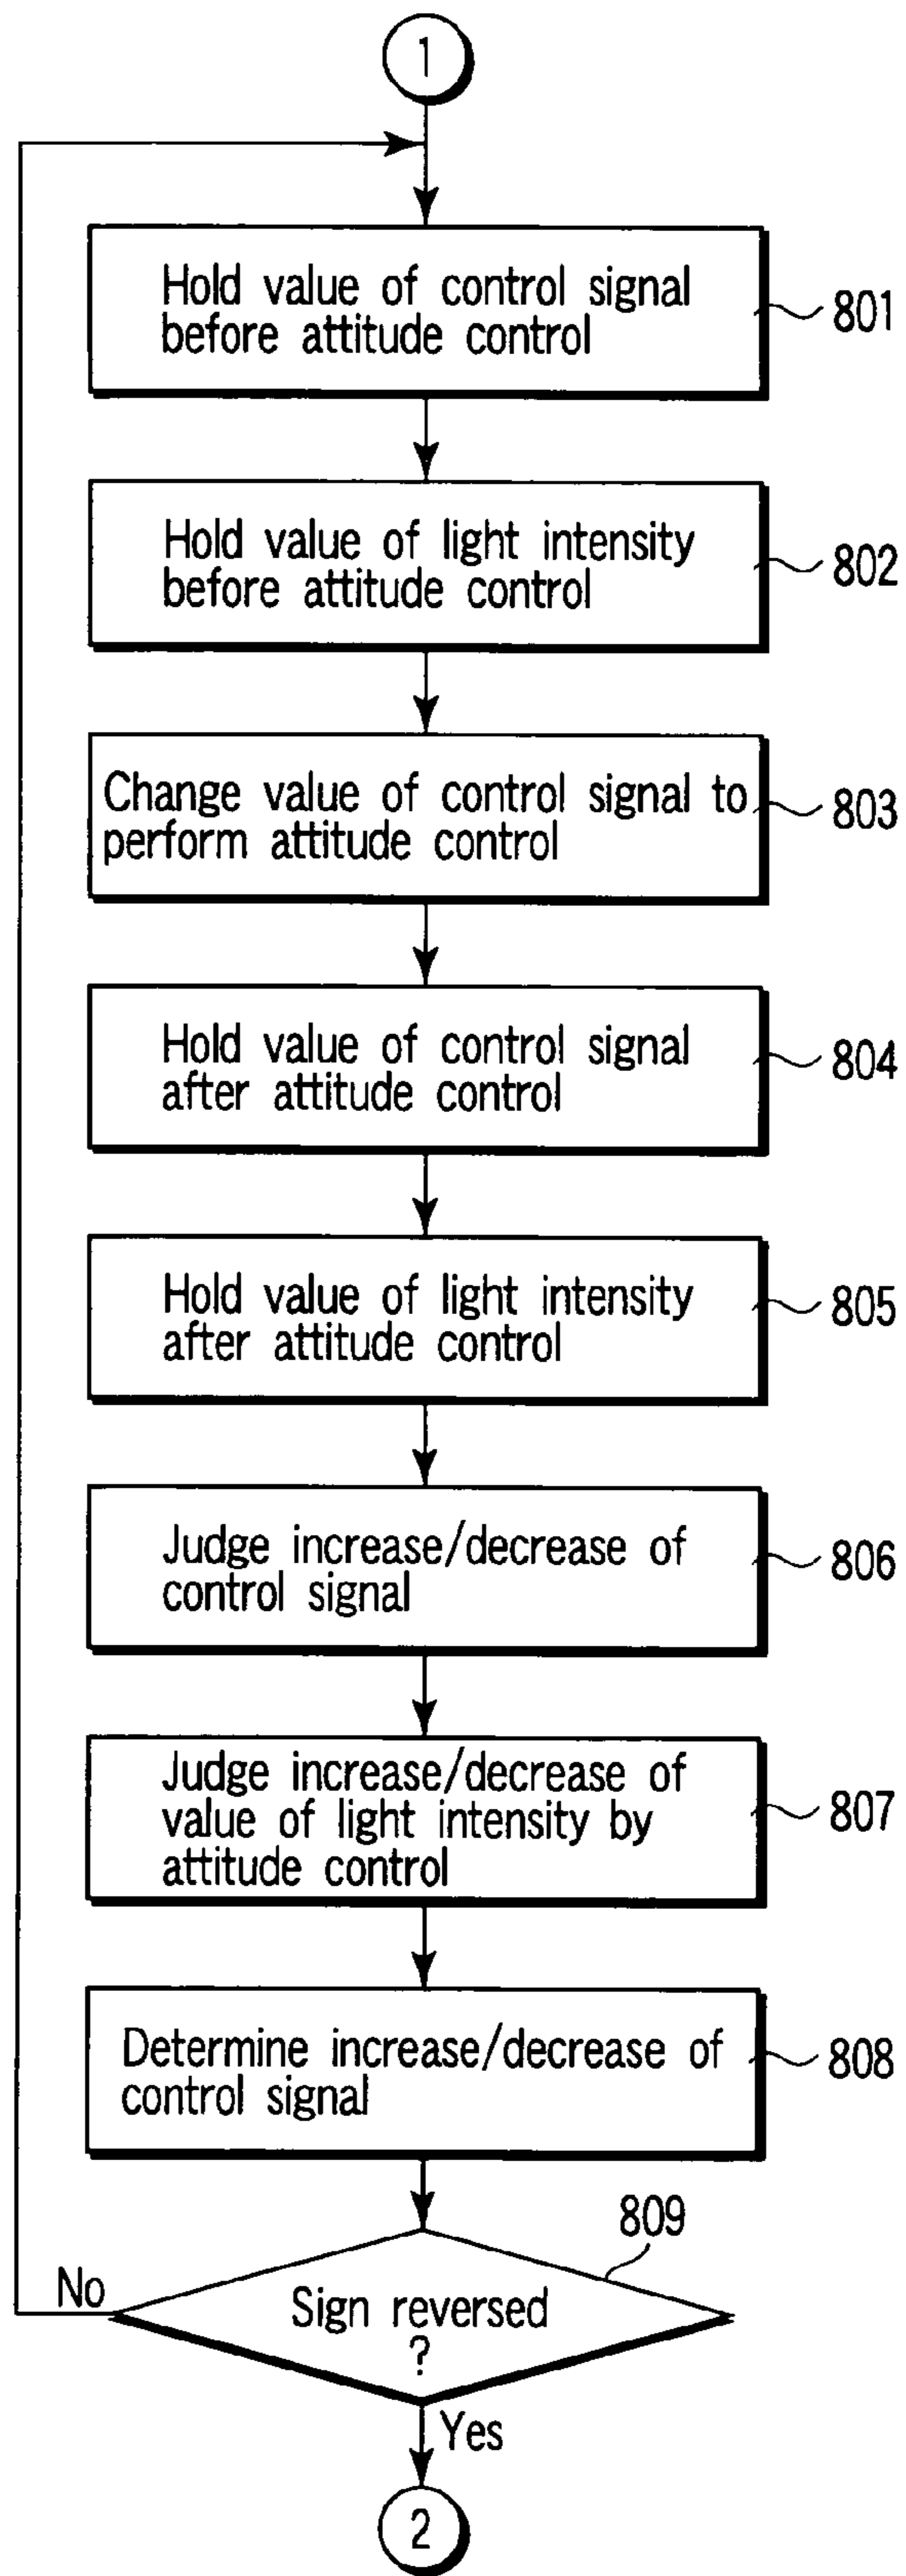 1
Hold value of control signal
before attitude control
801
Hold value of light intensity
before attitude control
802
Change value of control signal to
perform attitude control
803
Hold value of control signal
after attitude control
804
Hold value of light intensity
after attitude control
805
Judge increase/decrease of
control signal
806
Judge increase/decrease of
value of light intensity by
attitude control
807
Determine increase/decrease of
control signal
808
809
No
Sign reversed
?
Yes
2